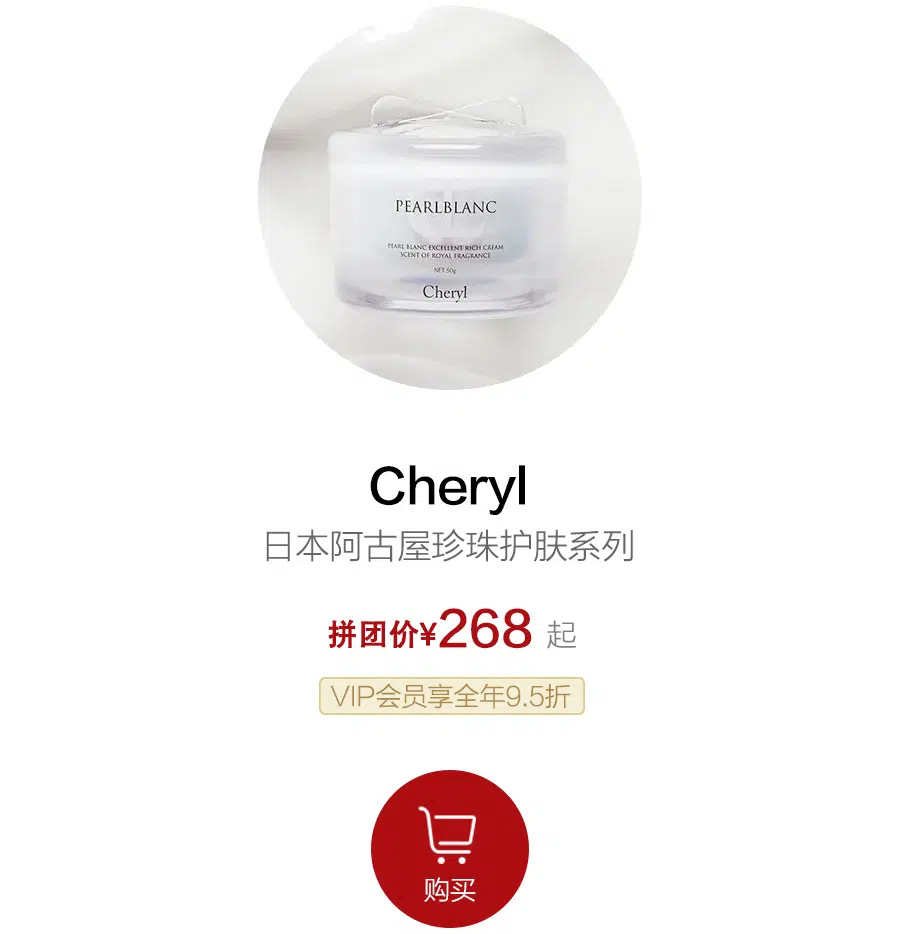 PEARLBLANC
PEARL BLANC EXCELLENT RICH CREAM
SCENT OF ROYAL FRAGRANCE
NET.50g
Cheryl
Cheryl
日本阿古屋珍珠护肤系列
拼团价¥268 起
VIP会员享全年9.5折
购买